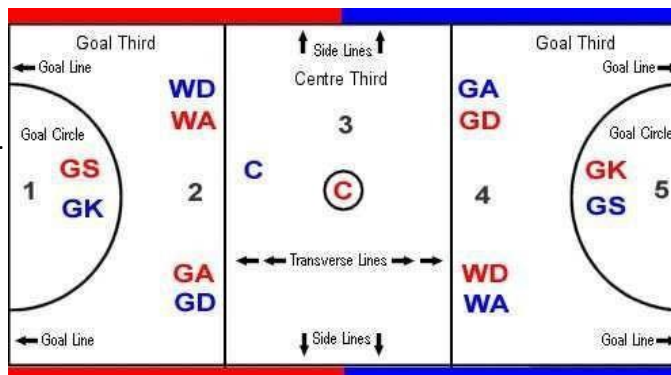 Goal Third
Goal Line
WD
WA
Goal Circle
GS
1
GK
2
GA
GD
Goal Line
Side Lines
Centre Third
3
C
C
Transverse Lines
Side Lines
Goal Third
Goal Line
GA
GD
Goal Circle
GK
GS
5
4
WD
WA
Goal Line